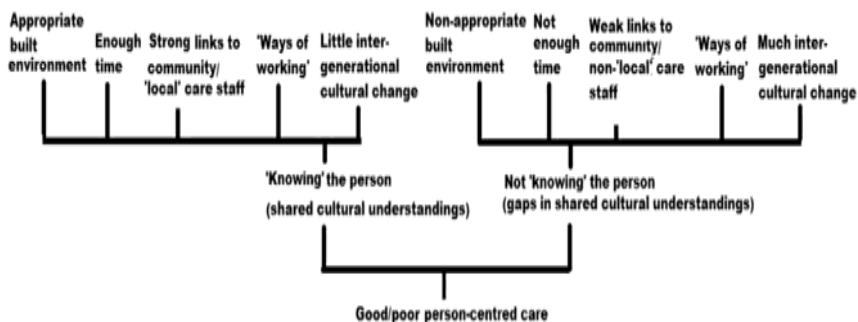 Appropriate
built
environment
Enough
time
Strong links to
community/
'local' care staff
'Ways of
working'
Little inter-
generational
cultural change
Non-appropriate
built
environment
Not
enough
time
Weak links to
community/
non-'local' care
staff
'Ways of
working'
Much inter-
generational
cultural change
'Knowing' the person
(shared cultural understandings)
Not 'knowing' the person
(gaps in shared cultural understandings)
Good/poor person-centred care